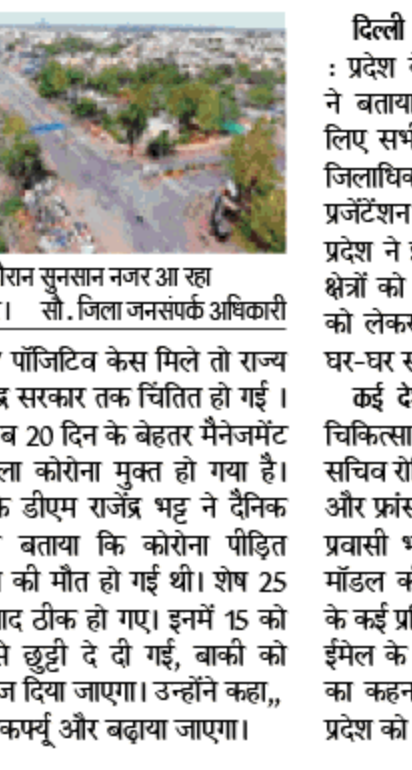 ौरान सुनसान नजर आ रहा
। सौ. जिला जनसंपर्क अधिकारी
पॉजिटिव केस मिले तो राज्य
द्र सरकार तक चिंतित हो गई ।
ब 20 दिन के बेहतर मैनेजमेंट
ला कोरोना मुक्त हो गया है।
के डीएम राजेंद्र भट्ट ने दैनिक
बताया कि कोरोना पीड़ित
की मौत हो गई थी। शेष 25
ाद ठीक हो गए। इनमें 15 को
से छुट्टी दे दी गई, बाकी को
ज दिया जाएगा। उन्होंने कहा,,
कर्फ्यू और बढ़ाया जाएगा।
दिल्ली
: प्रदेश
ने बताया
लिए सभी
जिलाधिक
प्रजेंटेशन
प्रदेश ने
क्षेत्रों को
को लेकर
घर-घर स
कई दे
चिकित्सा
सचिव रो
और फ्रांस
प्रवासी भ
मॉडल क
के कई प्र
ईमेल के
का कहन
प्रदेश को